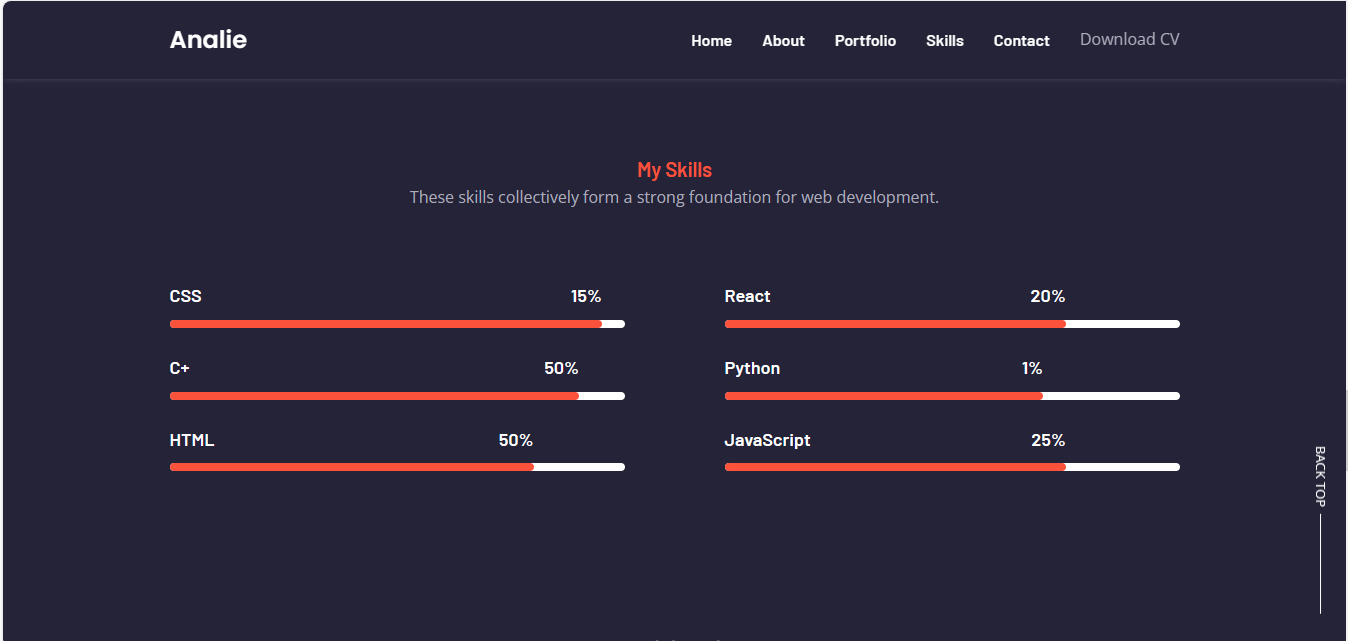 Analie
Home About Portfolio Skills Contact Download CV
My Skills
These skills collectively form a strong foundation for web development.
CSS 15%
React 20%
C+ 50%
Python 1%
HTML 50%
JavaScript 25%
BACK TOP